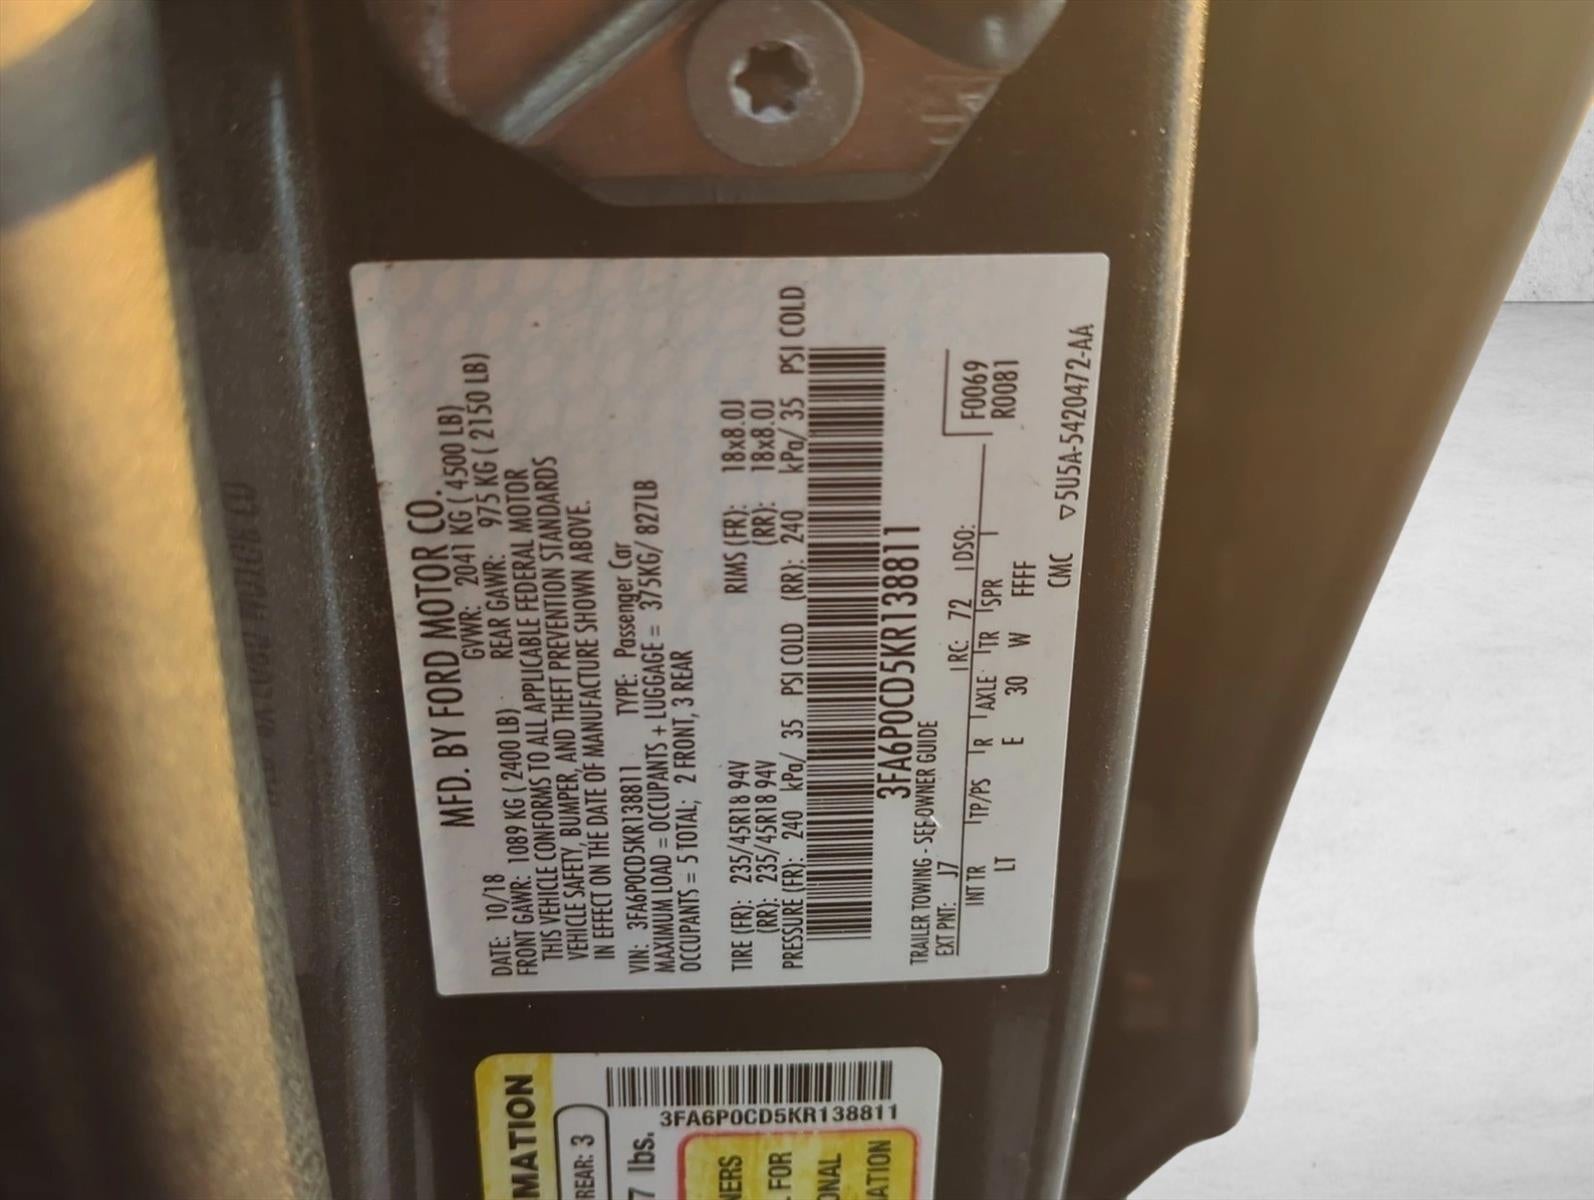 MFD. BY FORD MOTOR CO.
DATE: 10/18 GVWR: 2041 KG ( 4500 LB)
FRONT GAWR: 1089 KG ( 2400 LB) REAR GAWR: 975 KG ( 2150 LB)
THIS VEHICLE CONFORMS TO ALL APPLICABLE FEDERAL MOTOR
VEHICLE SAFETY, BUMPER, AND THEFT PREVENTION STANDARDS
IN EFFECT ON THE DATE OF MANUFACTURE SHOWN ABOVE.
VIN: 3FA6P0CD5KR138811 TYPE: Passenger Car
MAXIMUM LOAD = OCCUPANTS + LUGGAGE = 375KG/ 827LB
OCCUPANTS = 5 TOTAL; 2 FRONT, 3 REAR
TIRE (FR): 235/45R18 94V RIMS (FR): 18x8.0J
(RR): 235/45R18 94V (RR): 18x8.0J
PRESSURE (FR): 240 kPa/ 35 PSI COLD (RR): 240 kPa/ 35 PSI COLD
3FA6P0CD5KR138811
TRAILER TOWING - SEE OWNER GUIDE
EXT PNT: J7 RC: 72 DSO: F0069
R0081
INT TR TP/PS R AXLE TR SPR
LT E 30 W FFFF
CMC ▽5U5A-5420472-AA
MATION
REAR: 3
3FA6P0CD5KR138811
7 lbs.
NERS
L FOR
ONAL
ATION